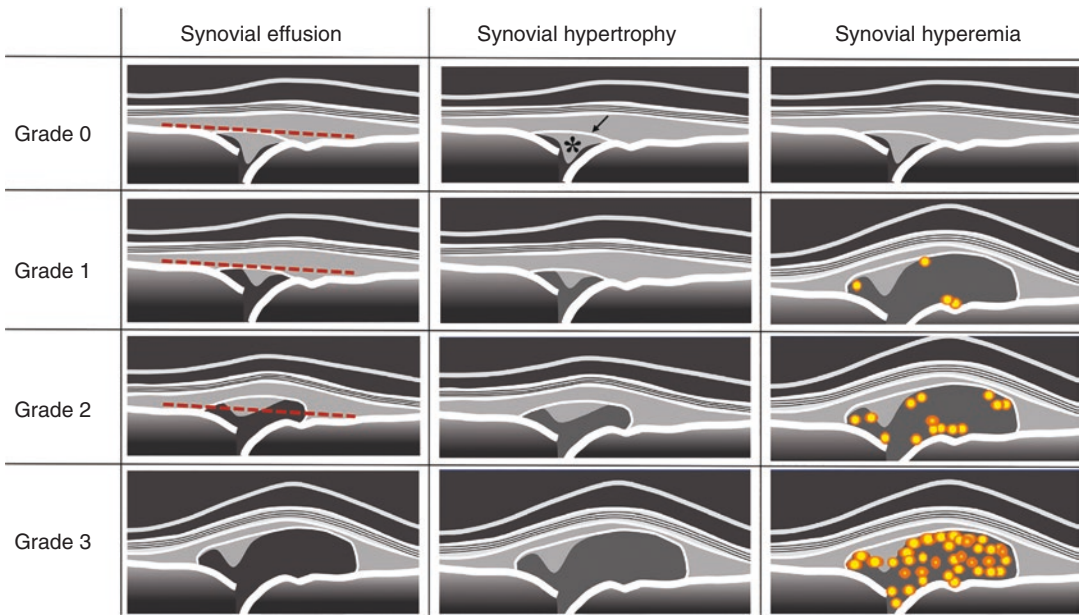 Synovial effusion Synovial hypertrophy Synovial hyperemia
Grade 0
*
Grade 1
Grade 2
Grade 3